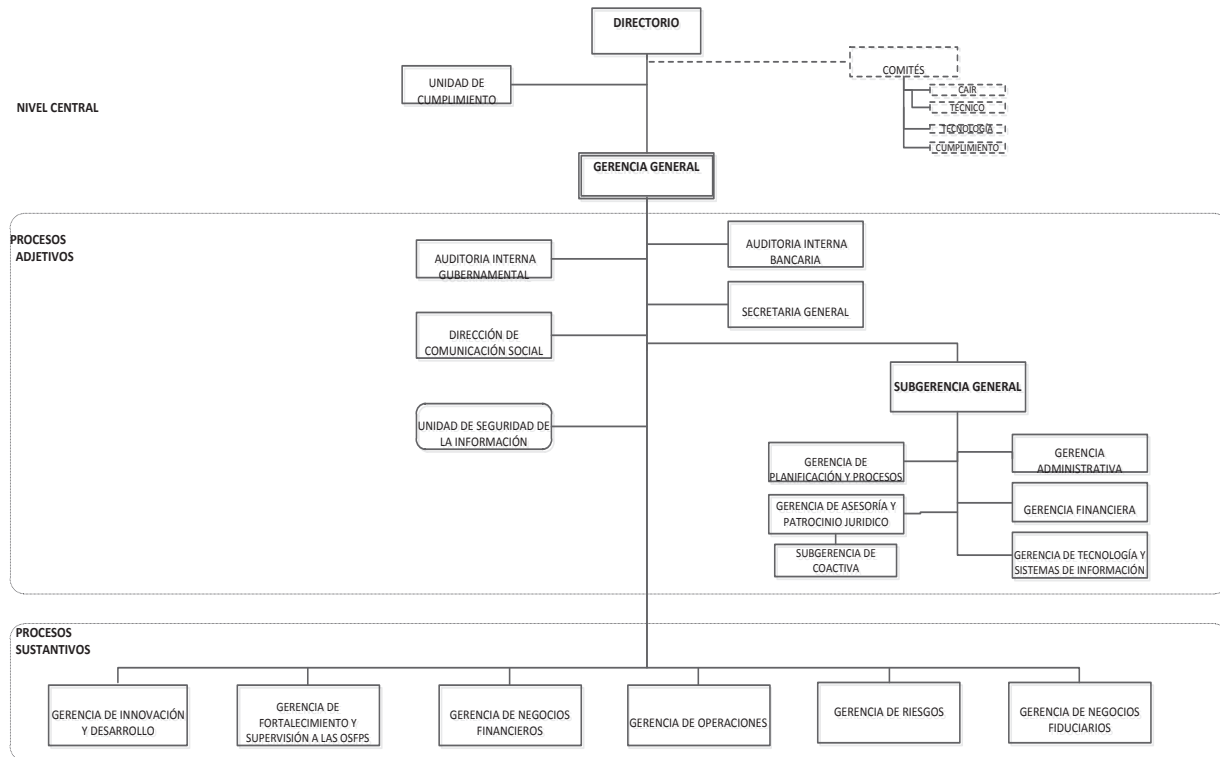 DIRECTORIO
COMITÉS
UNIDAD DE
CUMPLIMIENTO
CAIR
TECNICO
TECNOLOGÍA
CUMPLIMIENTO
NIVEL CENTRAL
GERENCIA GENERAL
PROCESOS
ADJETIVOS
AUDITORIA INTERNA
GUBERNAMENTAL
AUDITORIA INTERNA
BANCARIA
SECRETARIA GENERAL
DIRECCIÓN DE
COMUNICACIÓN SOCIAL
SUBGERENCIA GENERAL
UNIDAD DE SEGURIDAD DE
LA INFORMACIÓN
GERENCIA DE
PLANIFICACIÓN Y PROCESOS
GERENCIA
ADMINISTRATIVA
GERENCIA DE ASESORÍA Y
PATROCINIO JURIDICO
GERENCIA FINANCIERA
SUBGERENCIA DE
COACTIVA
GERENCIA DE TECNOLOGÍA Y
SISTEMAS DE INFORMACIÓN
PROCESOS
SUSTANTIVOS
GERENCIA DE INNOVACIÓN
Y DESARROLLO
GERENCIA DE
FORTALECIMIENTO Y
SUPERVISIÓN A LAS OSFPS
GERENCIA DE NEGOCIOS
FINANCIEROS
GERENCIA DE OPERACIONES
GERENCIA DE RIESGOS
GERENCIA DE NEGOCIOS
FIDUCIARIOS